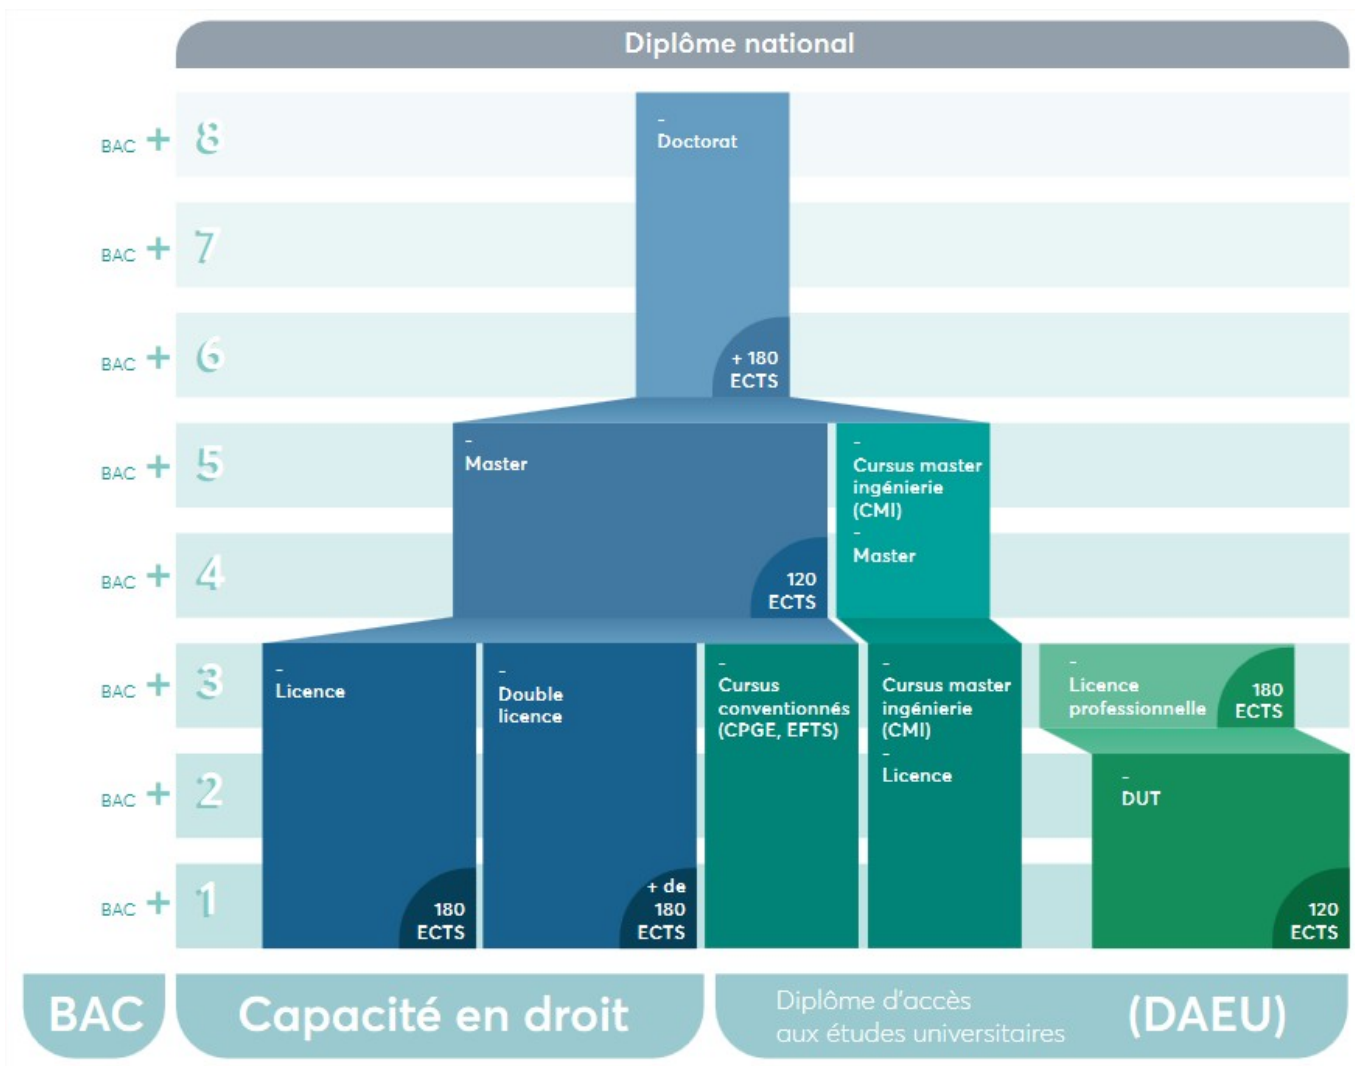 Diplôme national
BAC + 8
-
Doctorat
BAC + 7
BAC + 6
+ 180
ECTS
BAC + 5
-
Master
-
Cursus master
ingénierie
(CMI)
-
Master
BAC + 4
120
ECTS
BAC + 3
-
Licence
-
Double
licence
-
Cursus
conventionnés
(CPGE, EFTS)
-
Cursus master
ingénierie
(CMI)
-
Licence
-
Licence
professionnelle
180
ECTS
BAC + 2
-
DUT
BAC + 1
180
ECTS
+ de
180
ECTS
120
ECTS
BAC
Capacité en droit
Diplôme d'accès
aux études universitaires
(DAEU)